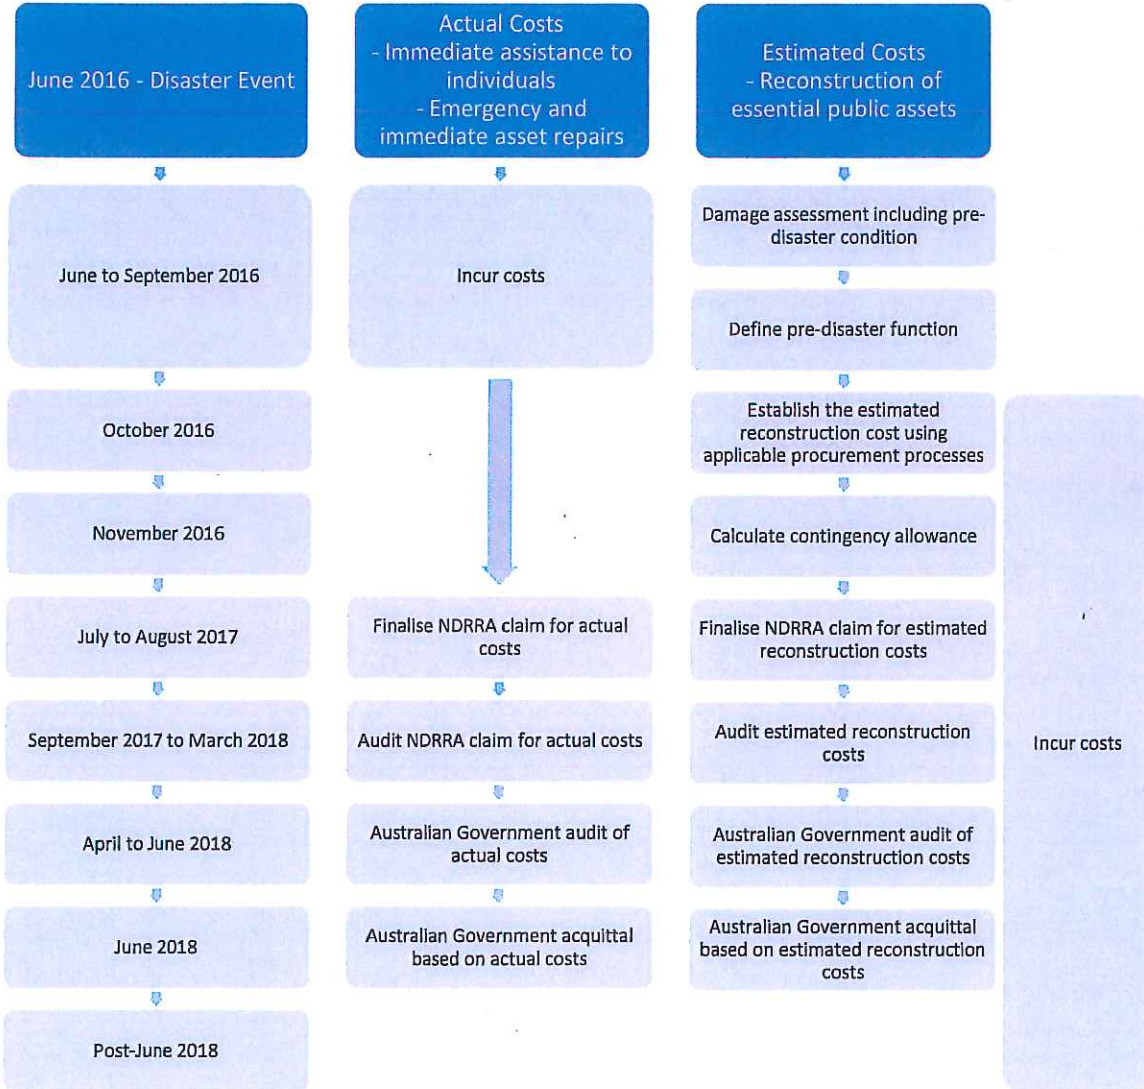 June 2016 - Disaster Event
Actual Costs
- Immediate assistance to
individuals
- Emergency and
immediate asset repairs
Estimated Costs
- Reconstruction of
essential public assets
June to September 2016
Incur costs
Damage assessment including pre-
disaster condition
Define pre-disaster function
October 2016
Establish the estimated
reconstruction cost using
applicable procurement processes
November 2016
Calculate contingency allowance
July to August 2017
Finalise NDRRA claim for actual
costs
Finalise NDRRA claim for estimated
reconstruction costs
September 2017 to March 2018
Audit NDRRA claim for actual costs
Audit estimated reconstruction
costs
Incur costs
April to June 2018
Australian Government audit of
actual costs
Australian Government audit of
estimated reconstruction costs
June 2018
Australian Government acquittal
based on actual costs
Australian Government acquittal
based on estimated reconstruction
costs
Post-June 2018